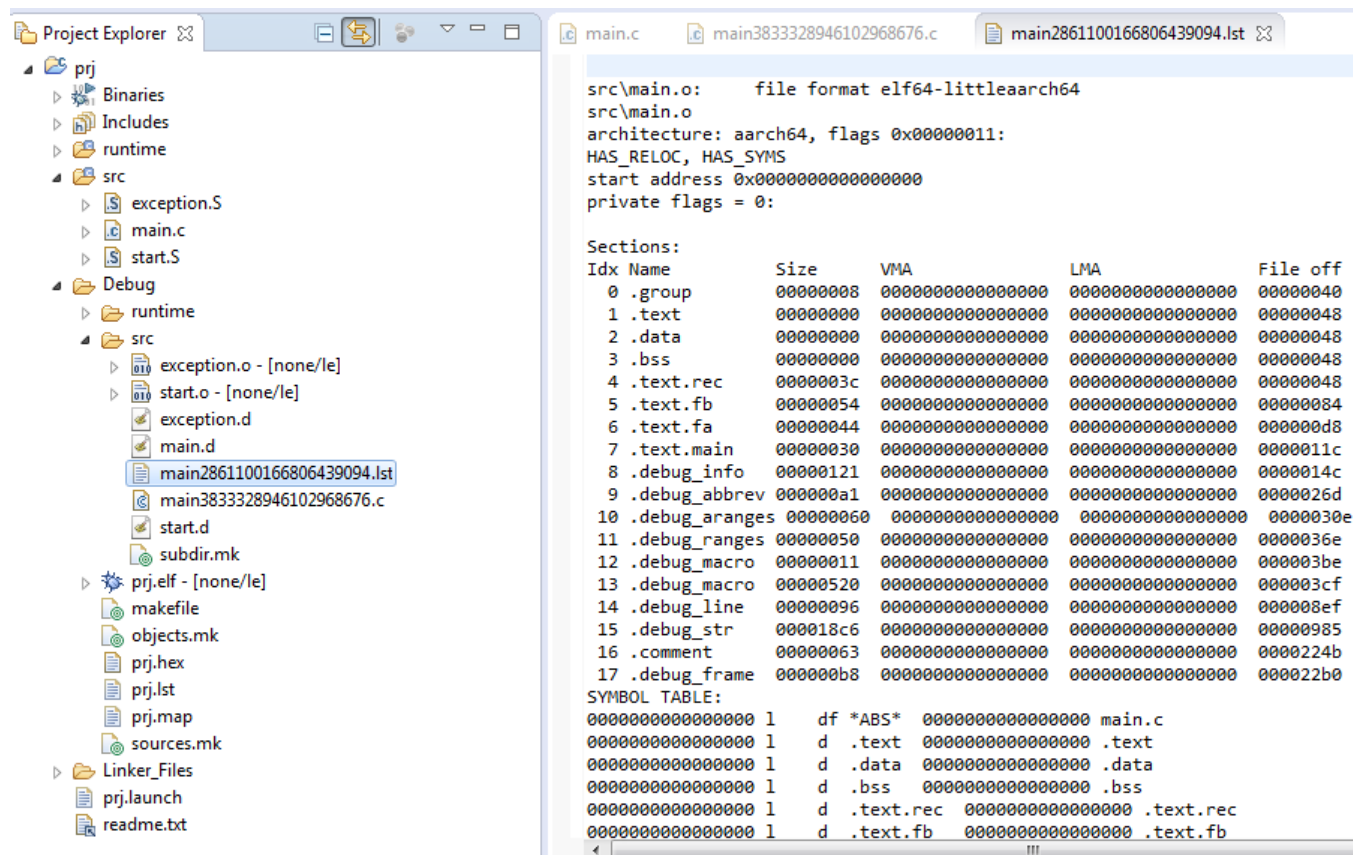 Project Explorer
prj
Binaries
Includes
runtime
src
exception.S
main.c
start.S
Debug
runtime
src
exception.o - [none/le]
start.o - [none/le]
exception.d
main.d
main2861100166806439094.lst
main3833328946102968676.c
start.d
subdir.mk
prj.elf - [none/le]
makefile
objects.mk
prj.hex
prj.lst
prj.map
sources.mk
Linker_Files
prj.launch
readme.txt
main.c main3833328946102968676.c main2861100166806439094.lst
src\main.o:     file format elf64-littleaarch64
src\main.o
architecture: aarch64, flags 0x00000011:
HAS_RELOC, HAS_SYMS
start address 0x0000000000000000
private flags = 0:
Sections:
Idx Name          Size      VMA               LMA               File off
0 .group        00000008  0000000000000000  0000000000000000  00000040
1 .text         00000000  0000000000000000  0000000000000000  00000048
2 .data         00000000  0000000000000000  0000000000000000  00000048
3 .bss          00000000  0000000000000000  0000000000000000  00000048
4 .text.rec     0000003c  0000000000000000  0000000000000000  00000048
5 .text.fb      00000054  0000000000000000  0000000000000000  00000084
6 .text.fa      00000044  0000000000000000  0000000000000000  000000d8
7 .text.main    00000030  0000000000000000  0000000000000000  0000011c
8 .debug_info   00000121  0000000000000000  0000000000000000  0000014c
9 .debug_abbrev 000000a1  0000000000000000  0000000000000000  0000026d
10 .debug_aranges 00000060  0000000000000000  0000000000000000  0000030e
11 .debug_ranges 00000050  0000000000000000  0000000000000000  0000036e
12 .debug_macro  00000011  0000000000000000  0000000000000000  000003be
13 .debug_macro  00000520  0000000000000000  0000000000000000  000003cf
14 .debug_line   00000096  0000000000000000  0000000000000000  000008ef
15 .debug_str    000018c6  0000000000000000  0000000000000000  00000985
16 .comment      00000063  0000000000000000  0000000000000000  0000224b
17 .debug_frame  000000b8  0000000000000000  0000000000000000  000022b0
SYMBOL TABLE:
0000000000000000 l    df *ABS*  0000000000000000 main.c
0000000000000000 l    d  .text  0000000000000000 .text
0000000000000000 l    d  .data  0000000000000000 .data
0000000000000000 l    d  .bss   0000000000000000 .bss
0000000000000000 l    d  .text.rec  0000000000000000 .text.rec
0000000000000000 l    d  .text.fb   0000000000000000 .text.fb